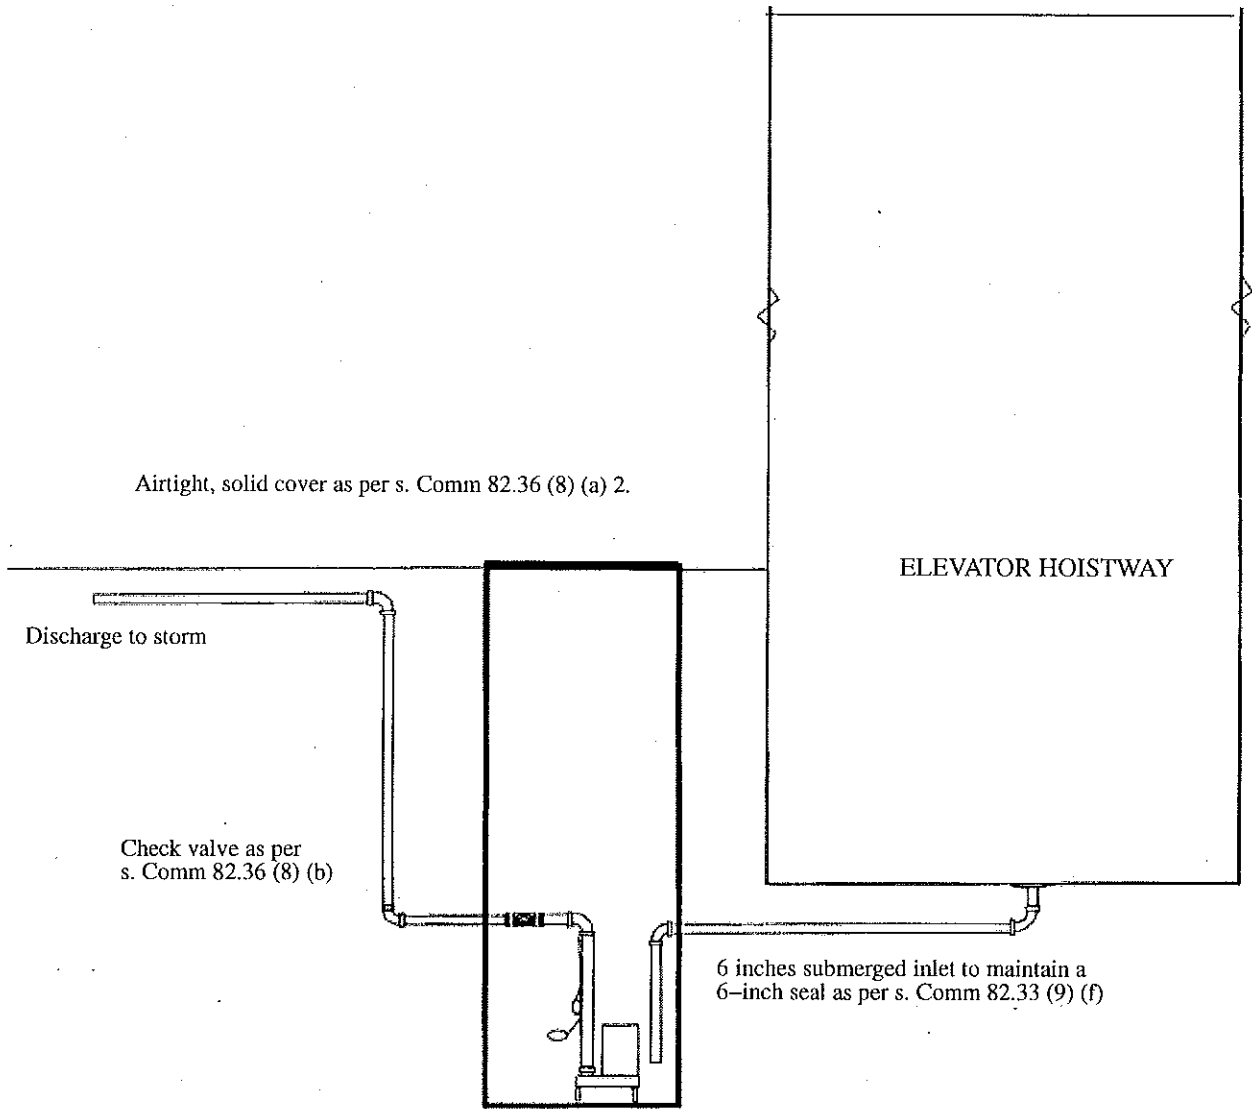 Airtight, solid cover as per s. Comm 82.36 (8) (a) 2.
ELEVATOR HOISTWAY
Discharge to storm
Check valve as per
s. Comm 82.36 (8) (b)
6 inches submerged inlet to maintain a
6–inch seal as per s. Comm 82.33 (9) (f)